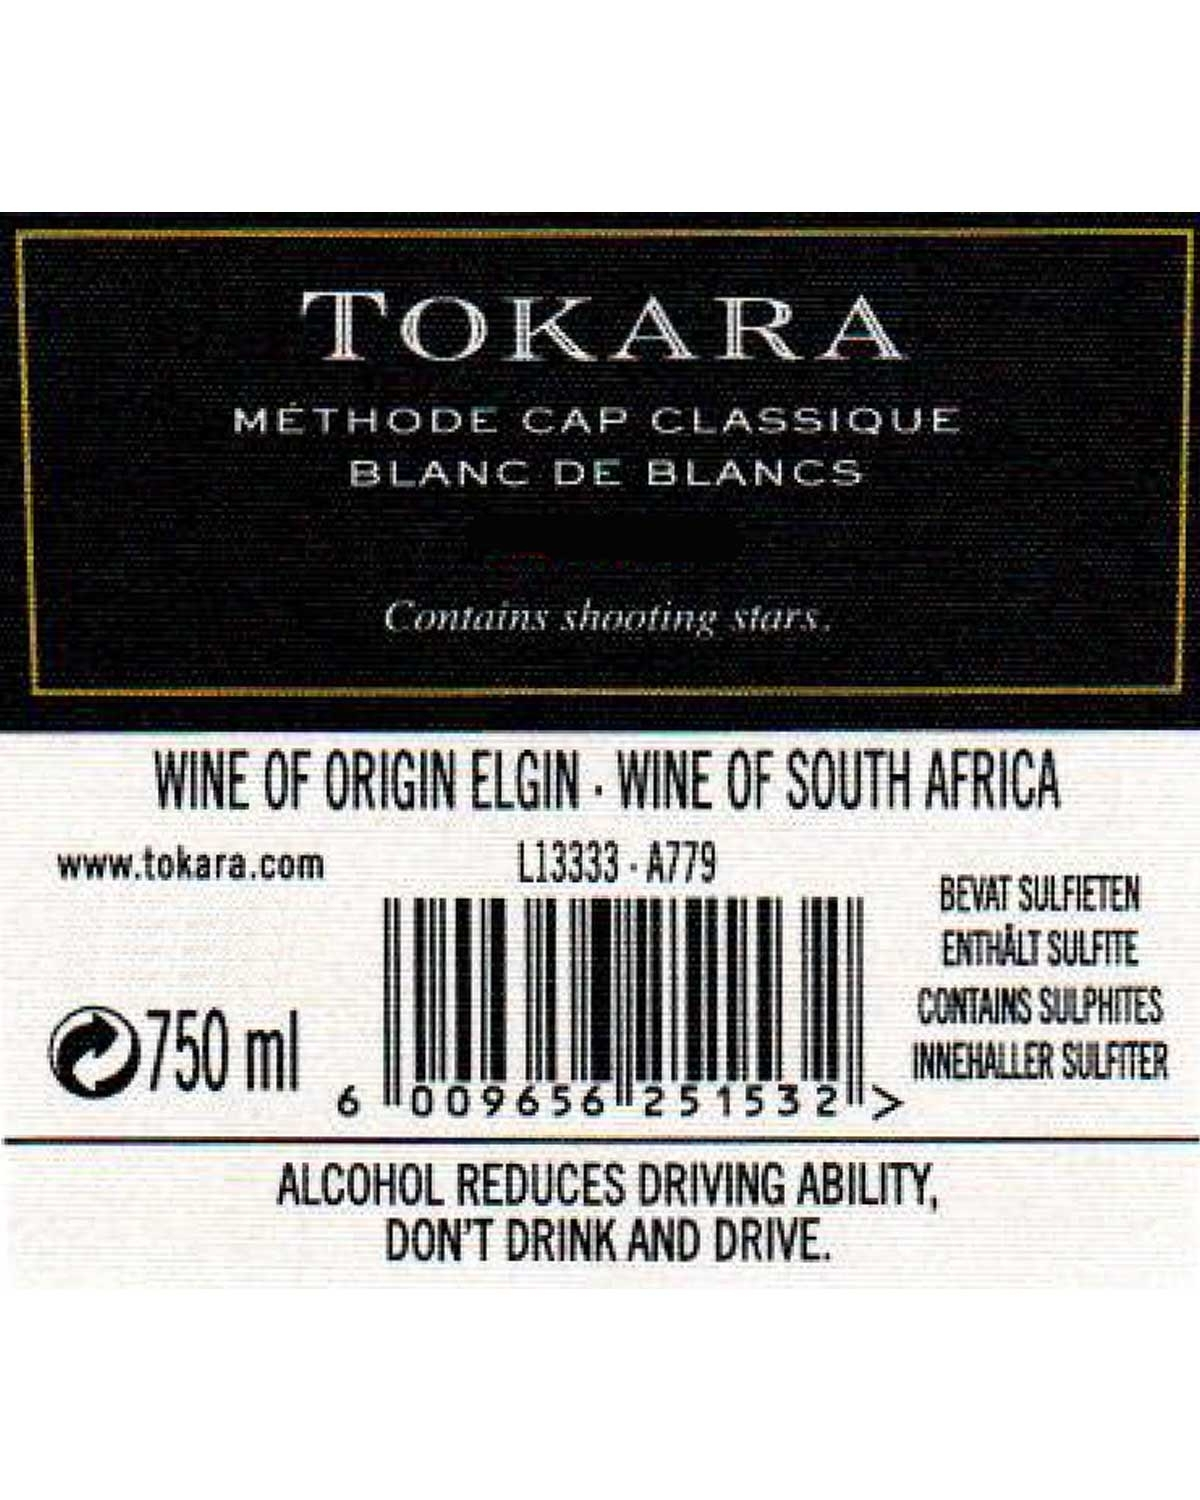 TOKARA
MÉTHODE CAP CLASSIQUE
BLANC DE BLANCS
Contains shooting stars.
WINE OF ORIGIN ELGIN · WINE OF SOUTH AFRICA
www.tokara.com
L13333 · A779
BEVAT SULFIETEN
ENTHÄLT SULFITE
CONTAINS SULPHITES
INNEHALLER SULFITER
750 ml
6 009656 251532 >
ALCOHOL REDUCES DRIVING ABILITY,
DON'T DRINK AND DRIVE.